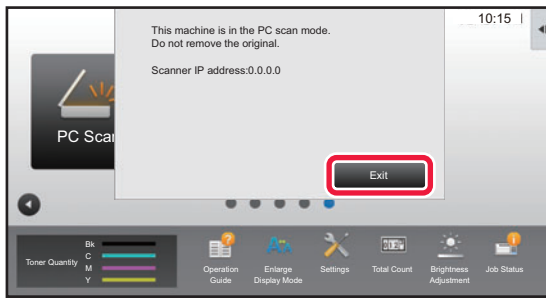 10:15
This machine is in the PC scan mode.
Do not remove the original.
Scanner IP address:0.0.0.0
PC Scan
Exit
Toner Quantity
Bk
C
M
Y
Operation
Guide
Enlarge
Display Mode
Settings
Total Count
Brightness
Adjustment
Job Status